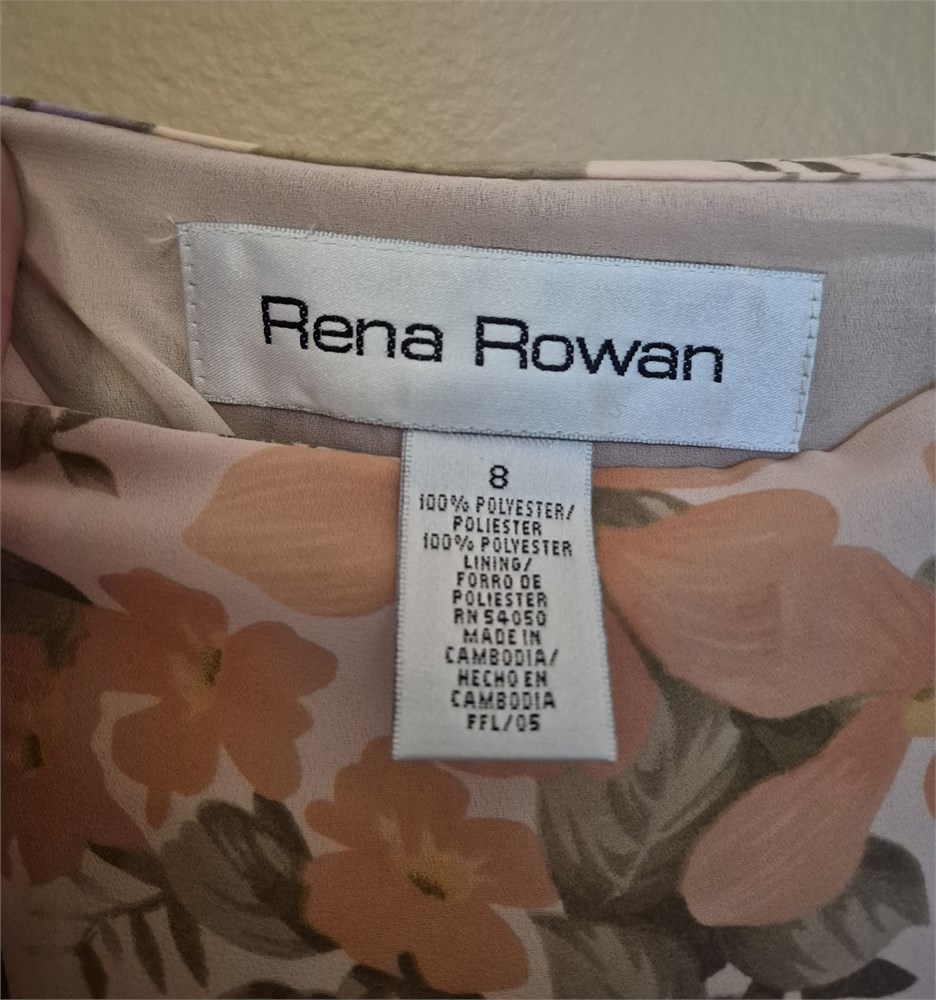 Rena Rowan
8
100% POLYESTER/
POLIESTER
100% POLYESTER
LINING/
FORRO DE
POLIESTER
RN 54050
MADE IN
CAMBODIA/
HECHO EN
CAMBODIA
FFL/05